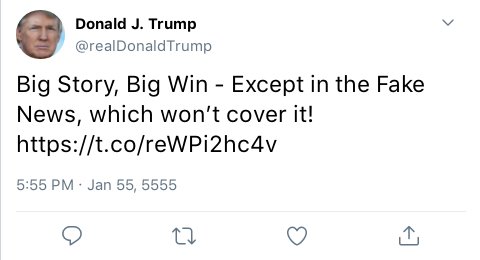 Donald J. Trump
@realDonaldTrump
Big Story, Big Win - Except in the Fake
News, which won’t cover it!
https://t.co/reWPi2hc4v
5:55 PM · Jan 55, 5555